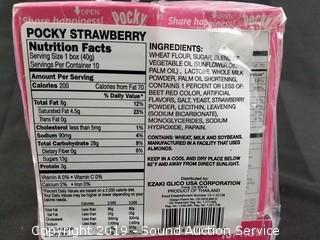 OPEN
Share happiness!
POCKY
OPEN
Share happiness!
POCKY STRAWBERRY
Nutrition Facts
Serving Size 1 box (40g)
Servings Per Container 10
Amount Per Serving
Calories 200 Calories from Fat 70
% Daily Value*
Total Fat 8g 12%
Saturated Fat 4.5g 23%
Trans Fat 0g
Cholesterol less than 5mg 1%
Sodium 90mg 4%
Total Carbohydrate 28g 9%
Dietary Fiber 0g 0%
Sugars
Protein 3g
Vitamin A 0% • Vitamin C 0%
Calcium 2% • Iron 0%
INGREDIENTS:
WHEAT FLOUR, SUGAR, BLENDED
VEGETABLE OIL (SUNFLOWER OIL,
PALM OIL), LACTOSE, WHOLE MILK
POWDER, PALM OIL SHORTENING,
CONTAINS 1 PERCENT OR LESS OF:
BEET RED COLOR, ARTIFICIAL
FLAVORS, SALT, YEAST, STRAWBERRY
POWDER, LECITHIN, LEAVENING
(SODIUM BICARBONATE),
MONOGLYCERIDES, SODIUM
HYDROXIDE, PAPAIN.
CONTAINS: WHEAT, MILK AND SOYBEANS.
MANUFACTURED IN A FACILITY THAT USES
ALMONDS.
KEEP IN A COOL AND DRY PLACE BELOW
82°F AND AWAY FROM DIRECT SUNLIGHT.
DISTRIBUTED BY
EZAKI GLICO USA CORPORATION
PRODUCT OF THAILAND
Copyright 2019 - Sound Auction Service